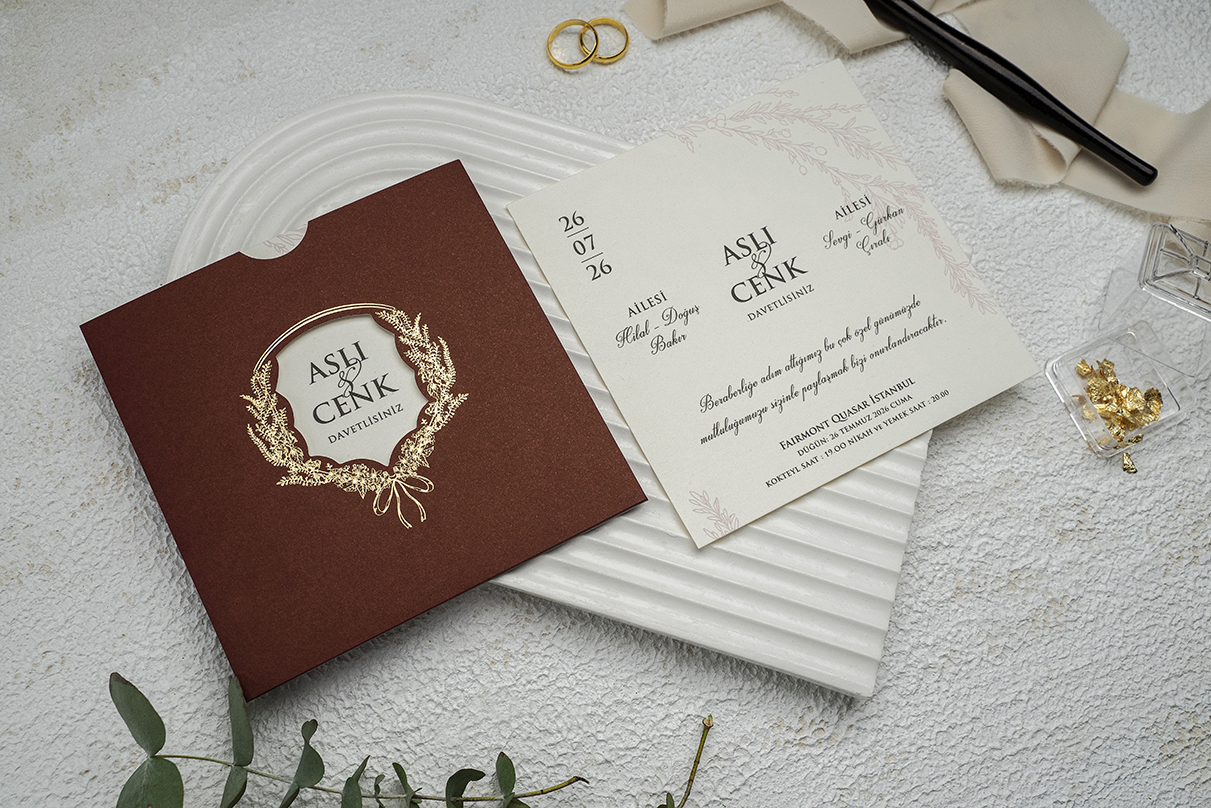 ASLI
&
CENK
DAVETLİSİNİZ
26
07
26
ASLI
&
CENK
DAVETLİSİNİZ
AİLESİ
Hilal - Doğuş
Bakır
AİLESİ
Sevgi - Gürkan
Çıralı
Beraberliğe adım attığımız bu çok özel günümüzde
mutluluğumuzu sizinle paylaşmak bizi onurlandıracaktır.
Fairmont Quasar İstanbul
DÜĞÜN: 26 TEMMUZ 2026 CUMA
KOKTEYL SAAT : 19.00 NİKAH VE YEMEK SAAT : 20.00